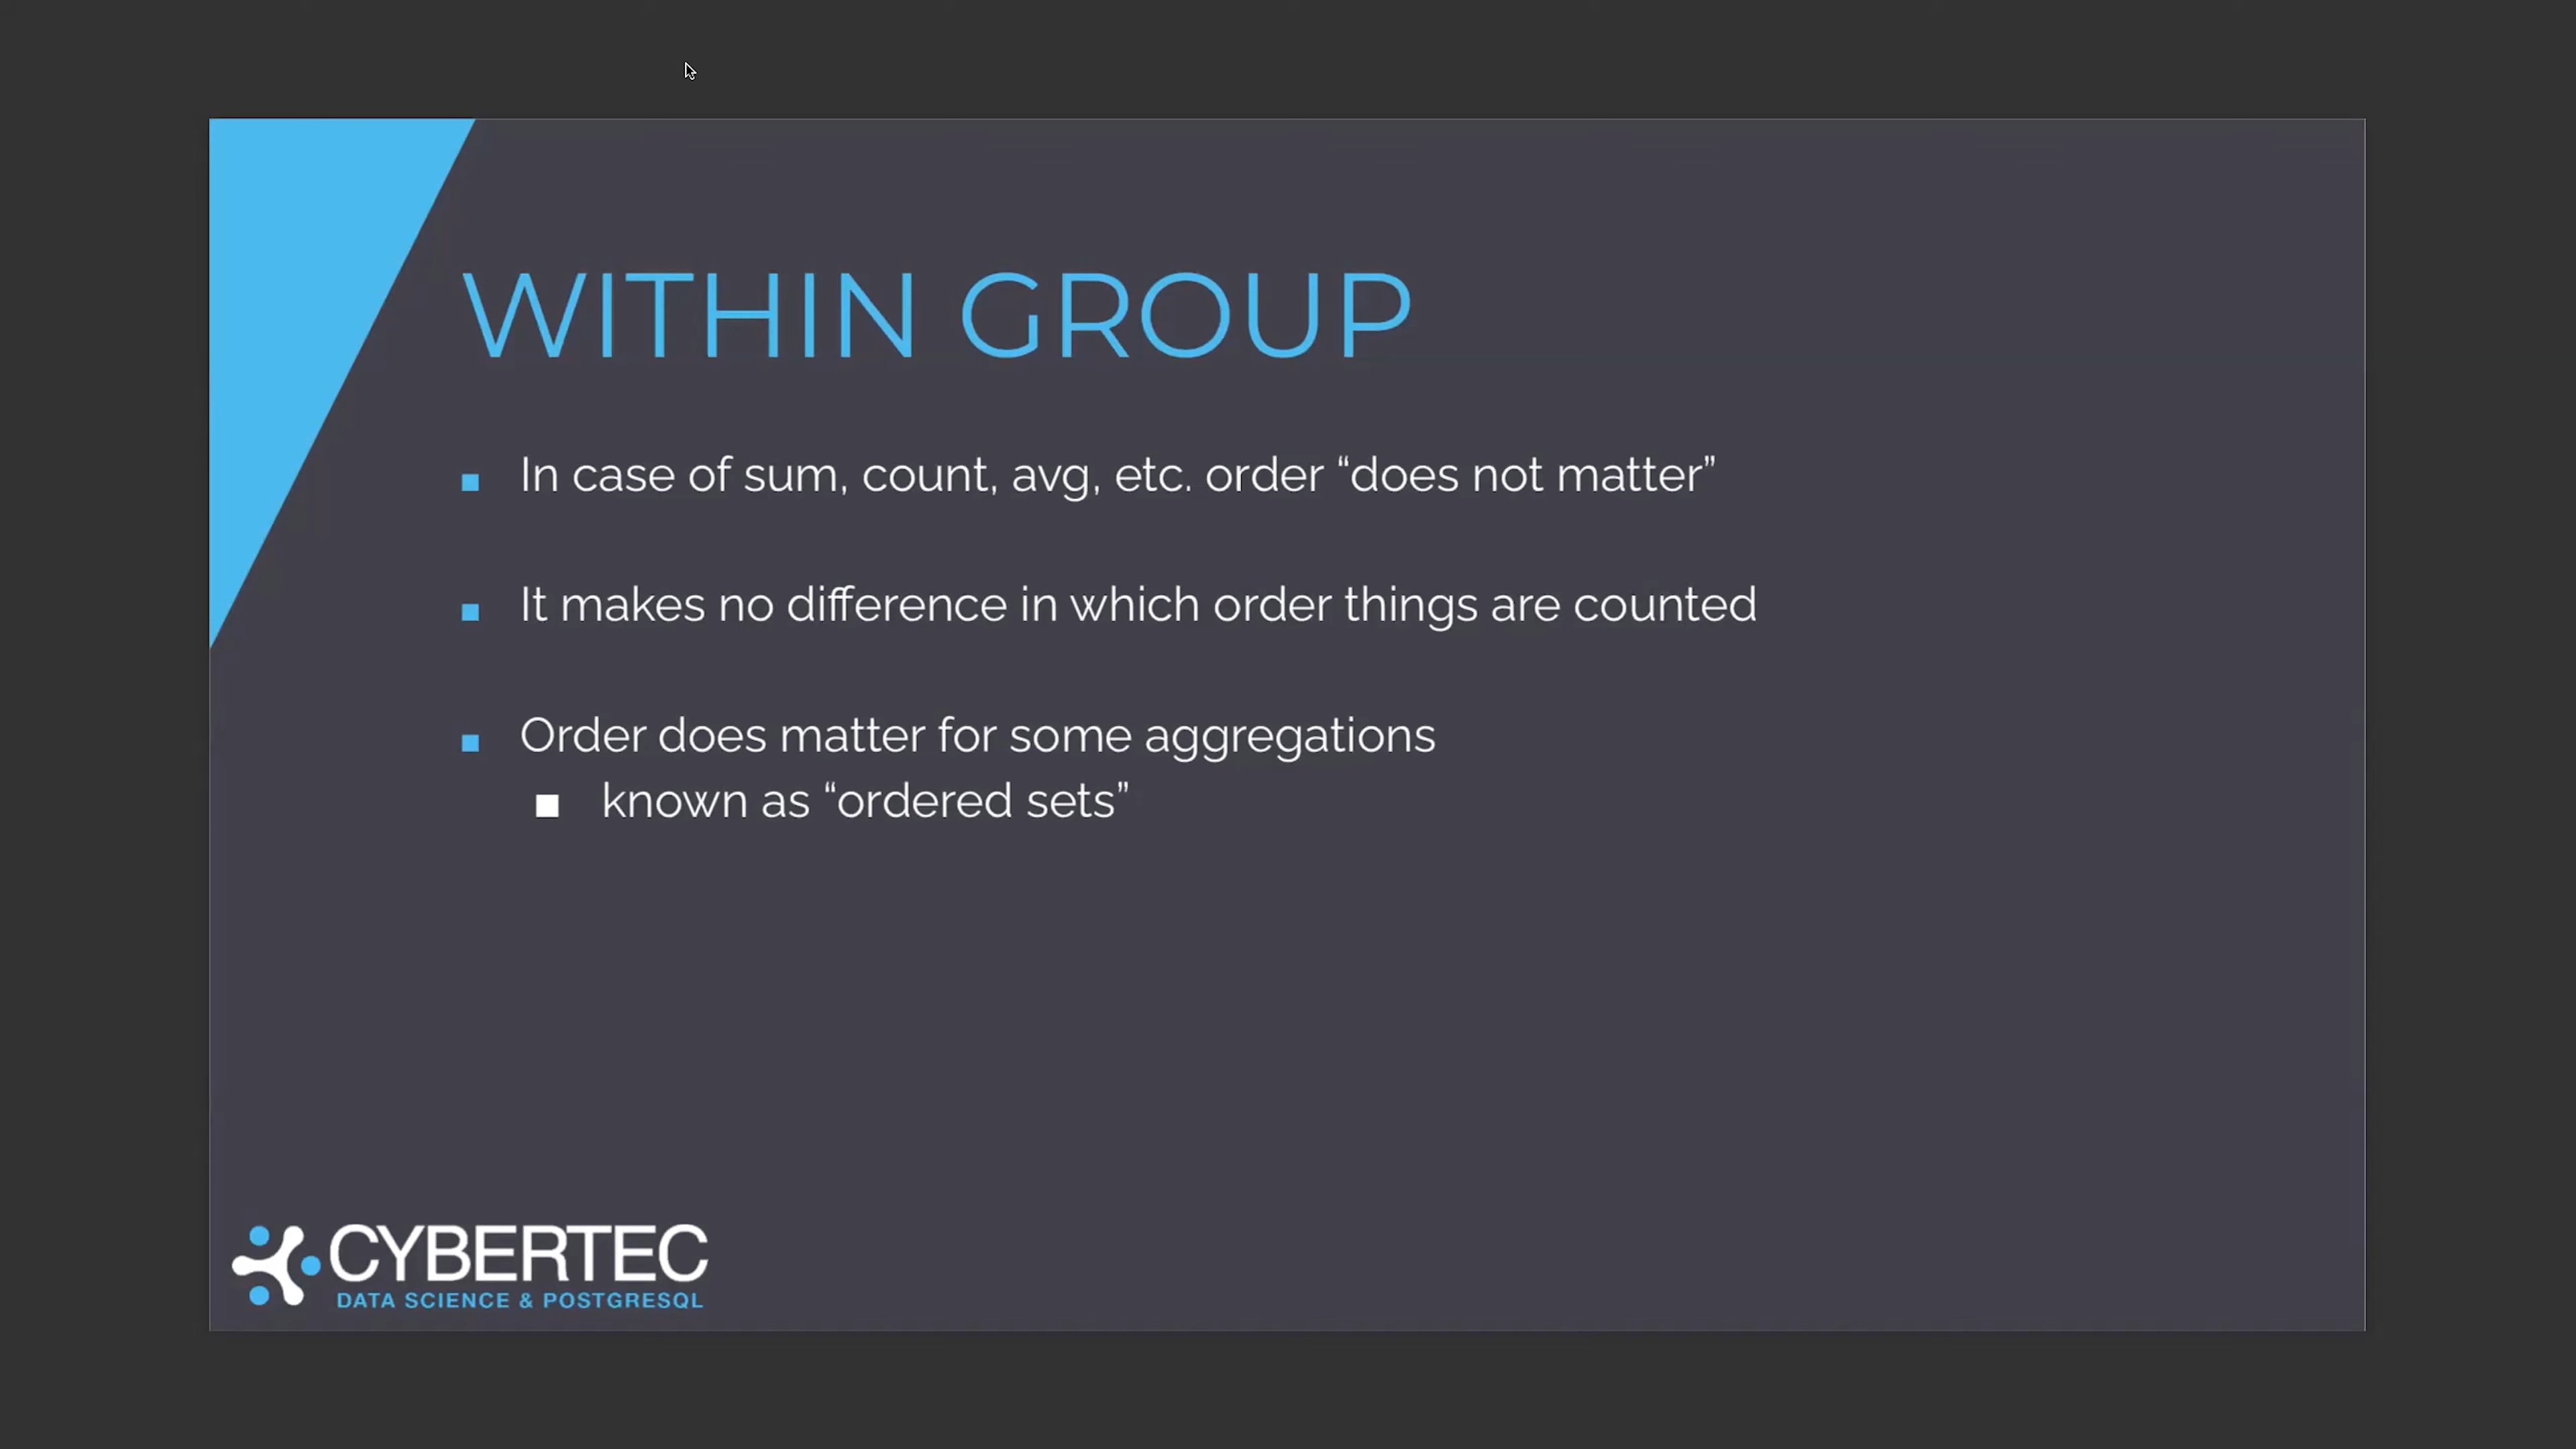 WITHIN GROUP
In case of sum, count, avg, etc. order “does not matter”
It makes no difference in which order things are counted
Order does matter for some aggregations
known as “ordered sets”
CYBERTEC
DATA SCIENCE & POSTGRESQL